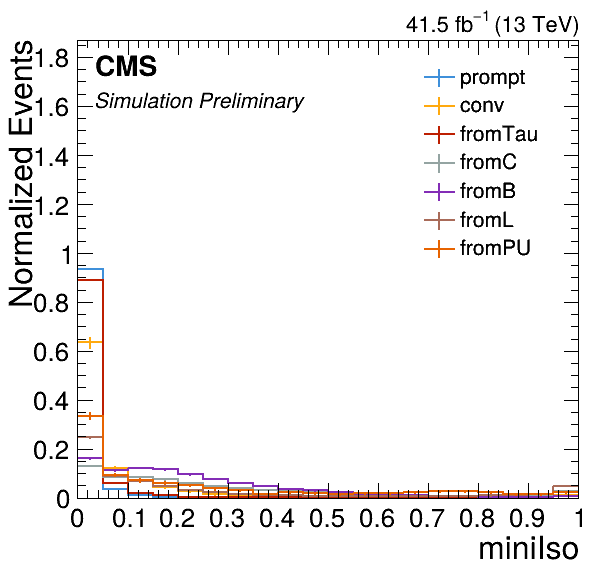 41.5 fb⁻¹ (13 TeV)
CMS
Simulation Preliminary
prompt
conv
fromTau
fromC
fromB
fromL
fromPU
Normalized Events
1.8
1.6
1.4
1.2
1
0.8
0.6
0.4
0.2
0
0 0.1 0.2 0.3 0.4 0.5 0.6 0.7 0.8 0.9 1
miniIso